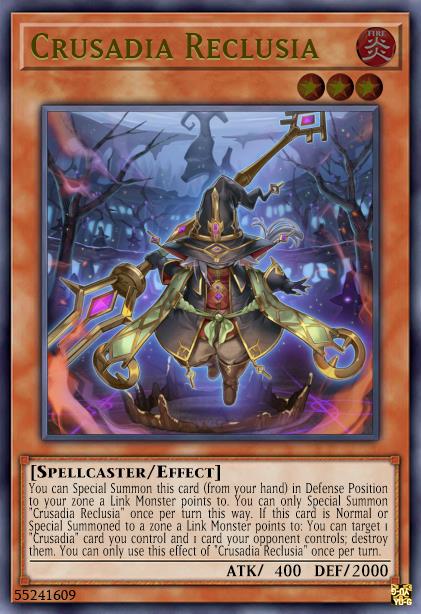 CRUSADIA RECLUSIA
FIRE
炎
[SPELLCASTER/EFFECT]
You can Special Summon this card (from your hand) in Defense Position
to your zone a Link Monster points to. You can only Special Summon
"Crusadia Reclusia" once per turn this way. If this card is Normal or
Special Summoned to a zone a Link Monster points to: You can target 1
"Crusadia" card you control and 1 card your opponent controls; destroy
them. You can only use this effect of "Crusadia Reclusia" once per turn.
ATK/ 400 DEF/2000
55241609